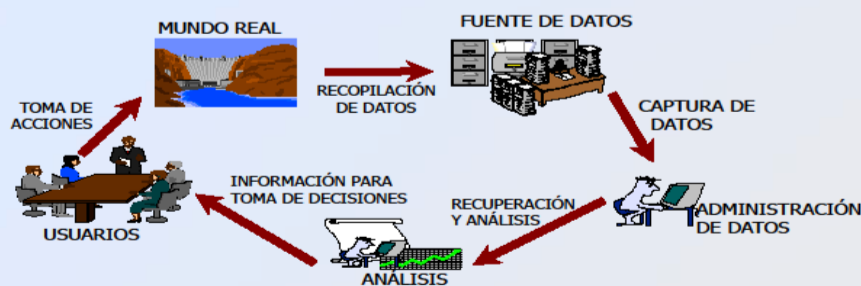 MUNDO REAL
FUENTE DE DATOS
RECOPILACIÓN
DE DATOS
CAPTURA DE
DATOS
ADMINISTRACIÓN
DE DATOS
RECUPERACIÓN
Y ANÁLISIS
ANÁLISIS
INFORMACIÓN PARA
TOMA DE DECISIONES
USUARIOS
TOMA DE
ACCIONES